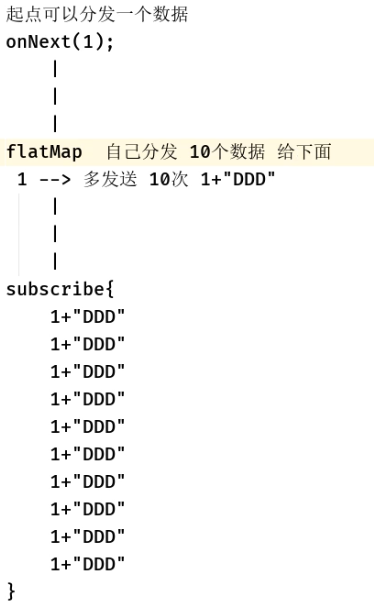 起点可以分发一个数据
onNext(1);
|
|
|
flatMap  自己分发 10个数据 给下面
1 --> 多发送 10次 1+"DDD"
|
|
|
subscribe{
1+"DDD"
1+"DDD"
1+"DDD"
1+"DDD"
1+"DDD"
1+"DDD"
1+"DDD"
1+"DDD"
1+"DDD"
1+"DDD"
}